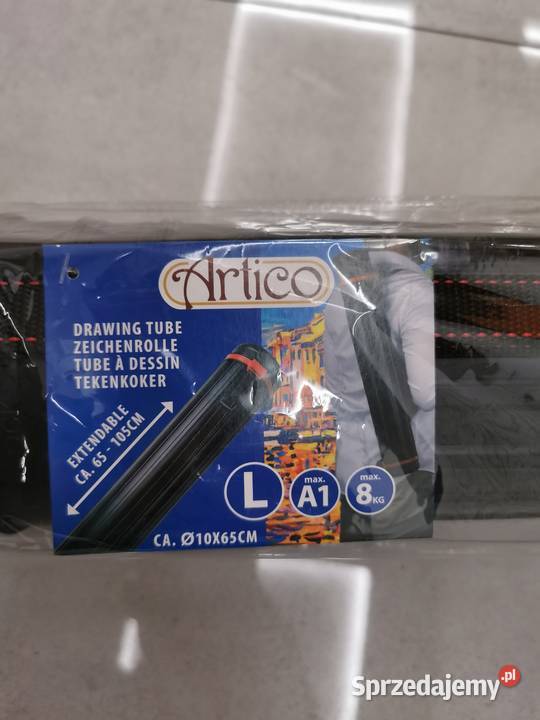 Artico
DRAWING TUBE
ZEICHENROLLE
TUBE À DESSIN
TEKENKOKER
EXTENDABLE
CA. 65 - 105CM
L
max.
A1
max.
8KG
CA. Ø10X65CM
Sprzedajemy.pl